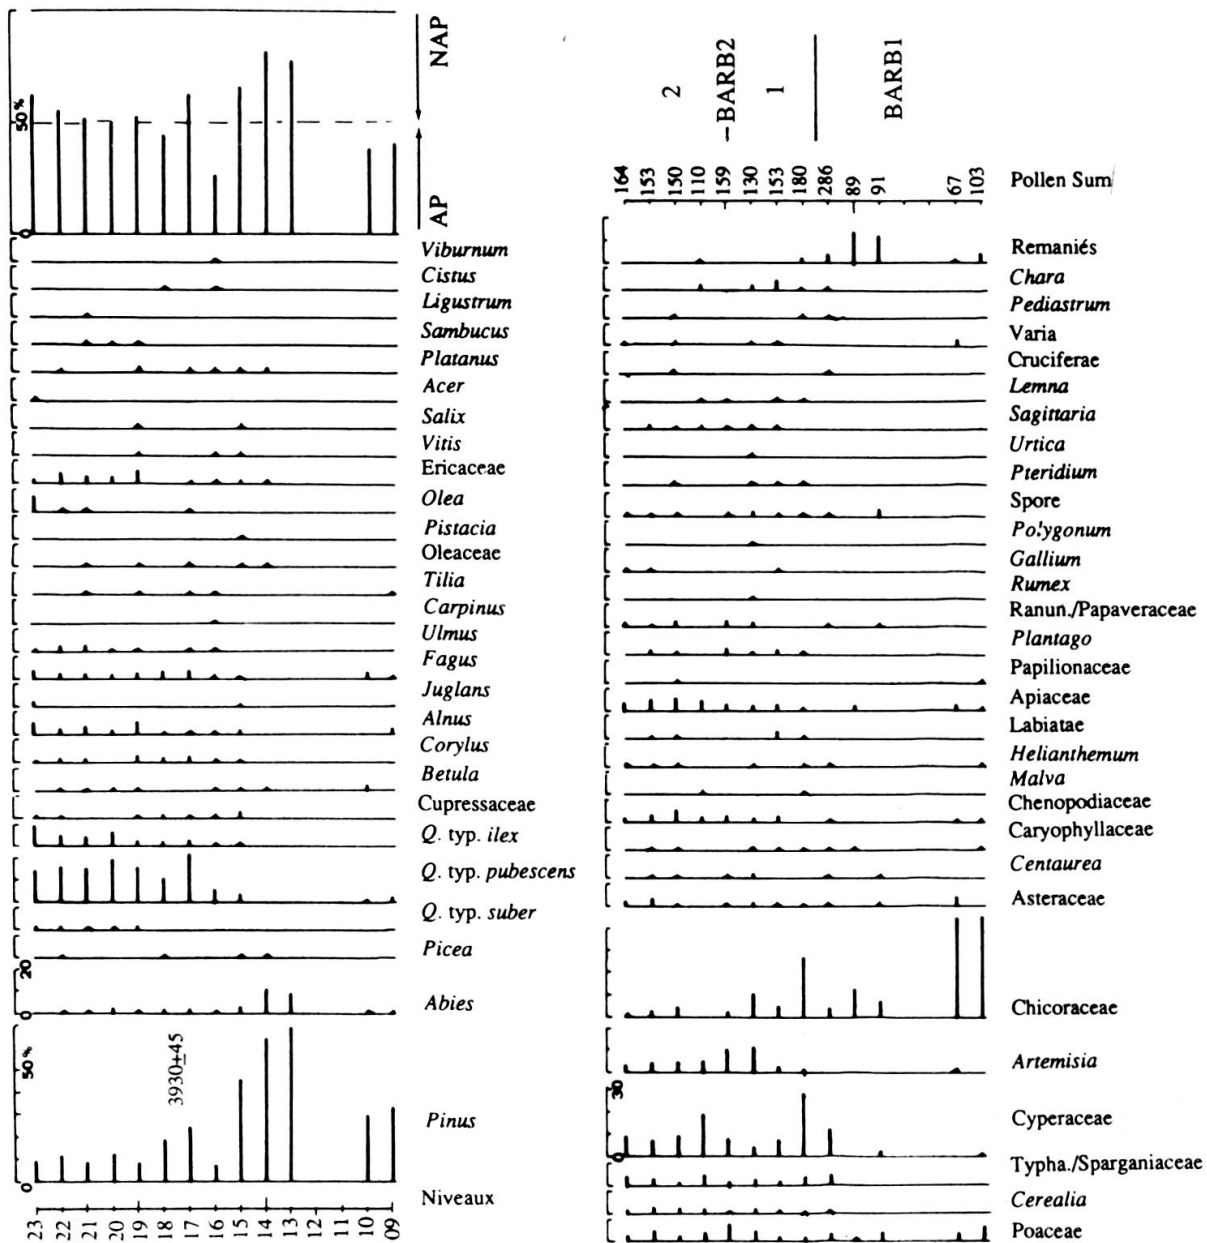 NAP
AP
50 %
0
Viburnum
Cistus
Ligustrum
Sambucus
Platanus
Acer
Salix
Vitis
Ericaceae
Olea
Pistacia
Oleaceae
Tilia
Carpinus
Ulmus
Fagus
Juglans
Alnus
Corylus
Betula
Cupressaceae
Q. typ. ilex
Q. typ. pubescens
Q. typ. suber
Picea
20
0
Abies
50 %
0
3930±45
Pinus
Niveaux
23 22 21 20 19 18 17 16 15 14 13 12 11 10 09
2 –BARB2 1 BARB1
164 153 150 110 159 130 153 180 286 89 91 67 103 Pollen Sum
Remaniés
Chara
Pediastrum
Varia
Cruciferae
Lemna
Sagittaria
Urtica
Pteridium
Spore
Polygonum
Gallium
Rumex
Ranun./Papaveraceae
Plantago
Papilionaceae
Apiaceae
Labiatae
Helianthemum
Malva
Chenopodiaceae
Caryophyllaceae
Centaurea
Asteraceae
Chicoraceae
Artemisia
30
0
Cyperaceae
Typha./Sparganiaceae
Cerealia
Poaceae